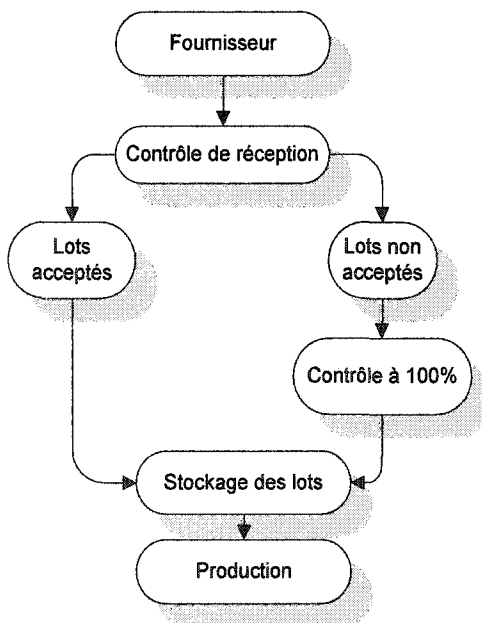 Fournisseur
Contrôle de réception
Lots
acceptés
Lots non
acceptés
Contrôle à 100%
Stockage des lots
Production